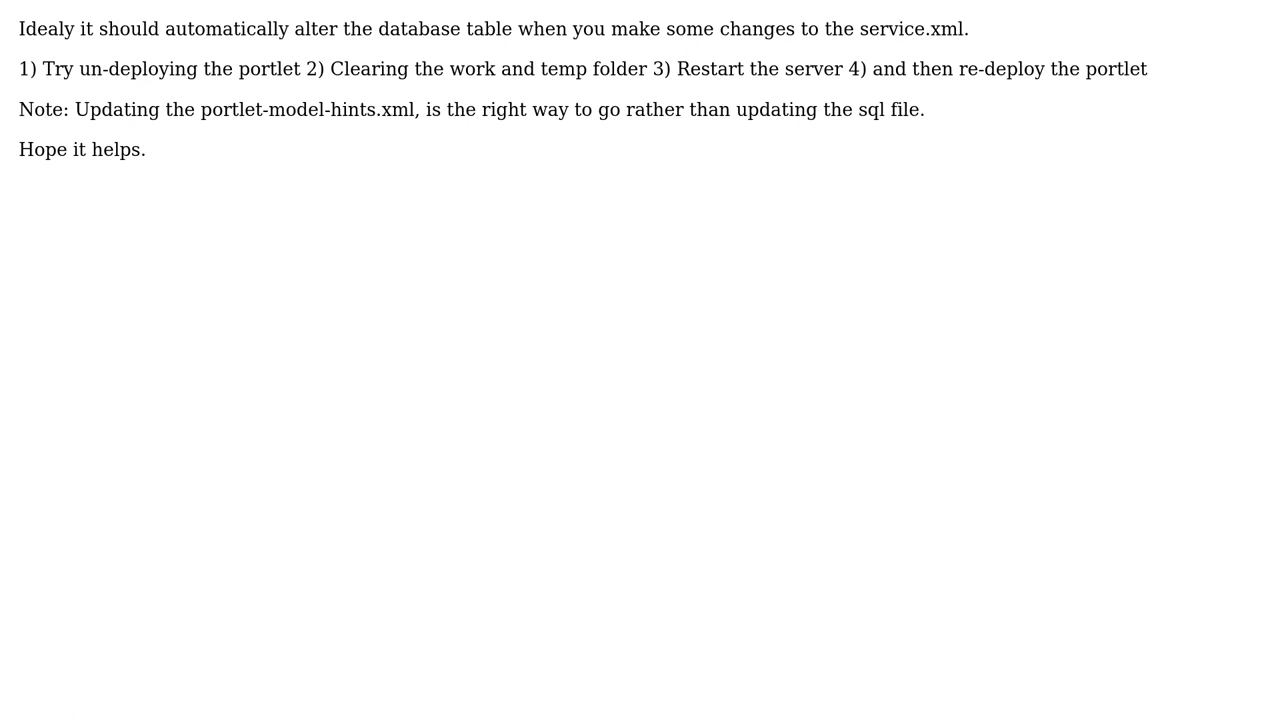 Idealy it should automatically alter the database table when you make some changes to the service.xml.
1) Try un-deploying the portlet 2) Clearing the work and temp folder 3) Restart the server 4) and then re-deploy the portlet
Note: Updating the portlet-model-hints.xml, is the right way to go rather than updating the sql file.
Hope it helps.